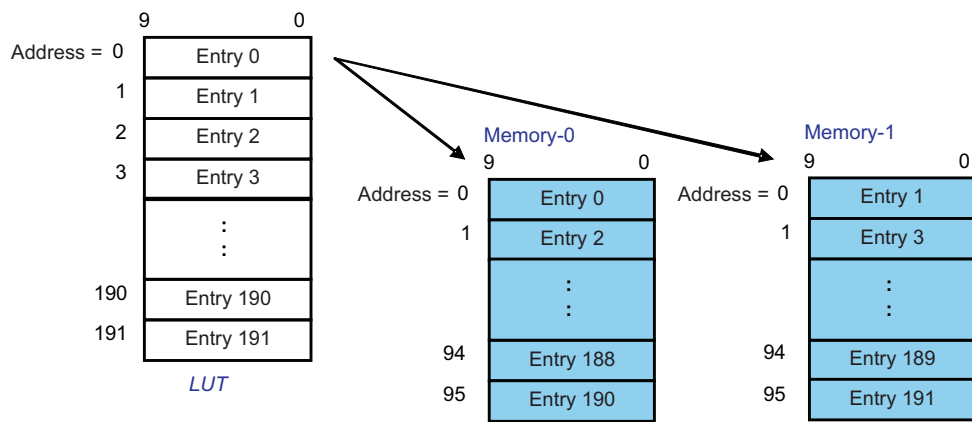 9 0
Address = 0 Entry 0
1 Entry 1
2 Entry 2
3 Entry 3
:
:
190 Entry 190
191 Entry 191
LUT
Memory-0
9 0
Address = 0 Entry 0
1 Entry 2
:
:
94 Entry 188
95 Entry 190
Memory-1
9 0
Address = 0 Entry 1
1 Entry 3
:
:
94 Entry 189
95 Entry 191